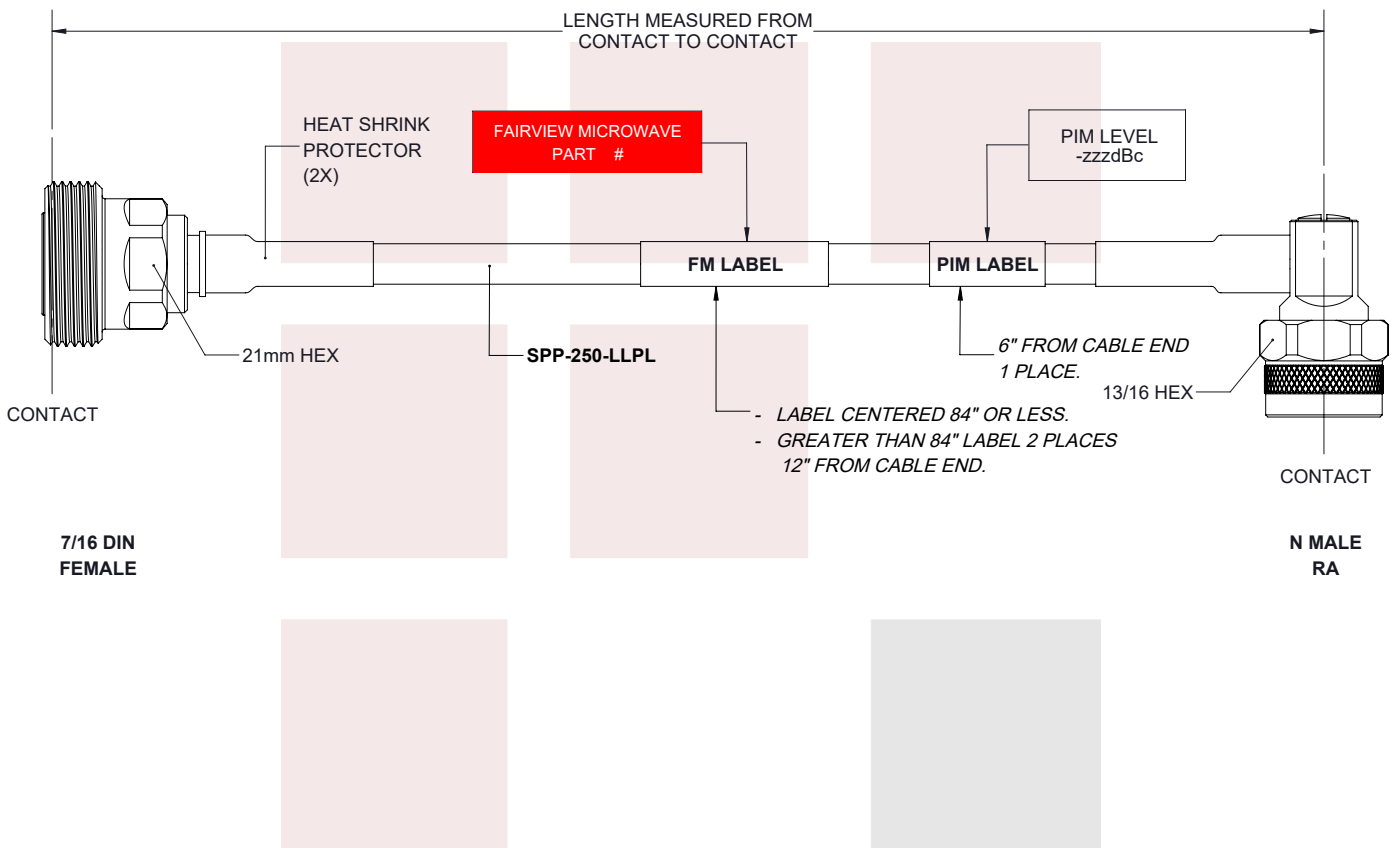 LENGTH MEASURED FROM
CONTACT TO CONTACT
HEAT SHRINK
PROTECTOR
(2X)
FAIRVIEW MICROWAVE
PART #
PIM LEVEL
-zzzdBc
FM LABEL
PIM LABEL
21mm HEX
SPP-250-LLPL
6" FROM CABLE END
1 PLACE.
13/16 HEX
CONTACT
- LABEL CENTERED 84" OR LESS.
- GREATER THAN 84" LABEL 2 PLACES
12" FROM CABLE END.
CONTACT
7/16 DIN
FEMALE
N MALE
RA